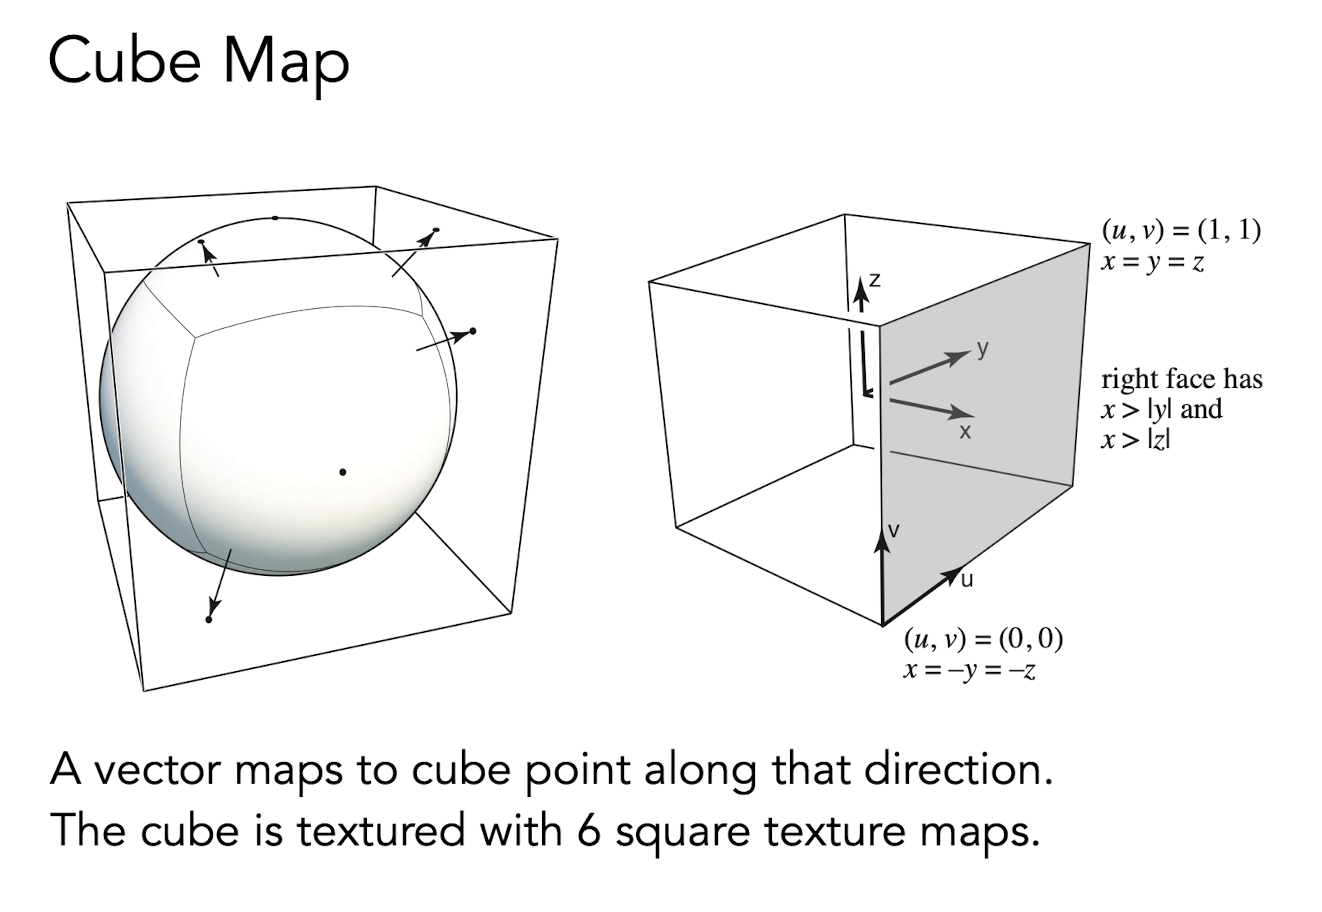 Cube Map
(u, v) = (1, 1)
x = y = z
z
y
x
right face has
x > |y| and
x > |z|
v
u
(u, v) = (0, 0)
x = –y = –z
A vector maps to cube point along that direction.
The cube is textured with 6 square texture maps.